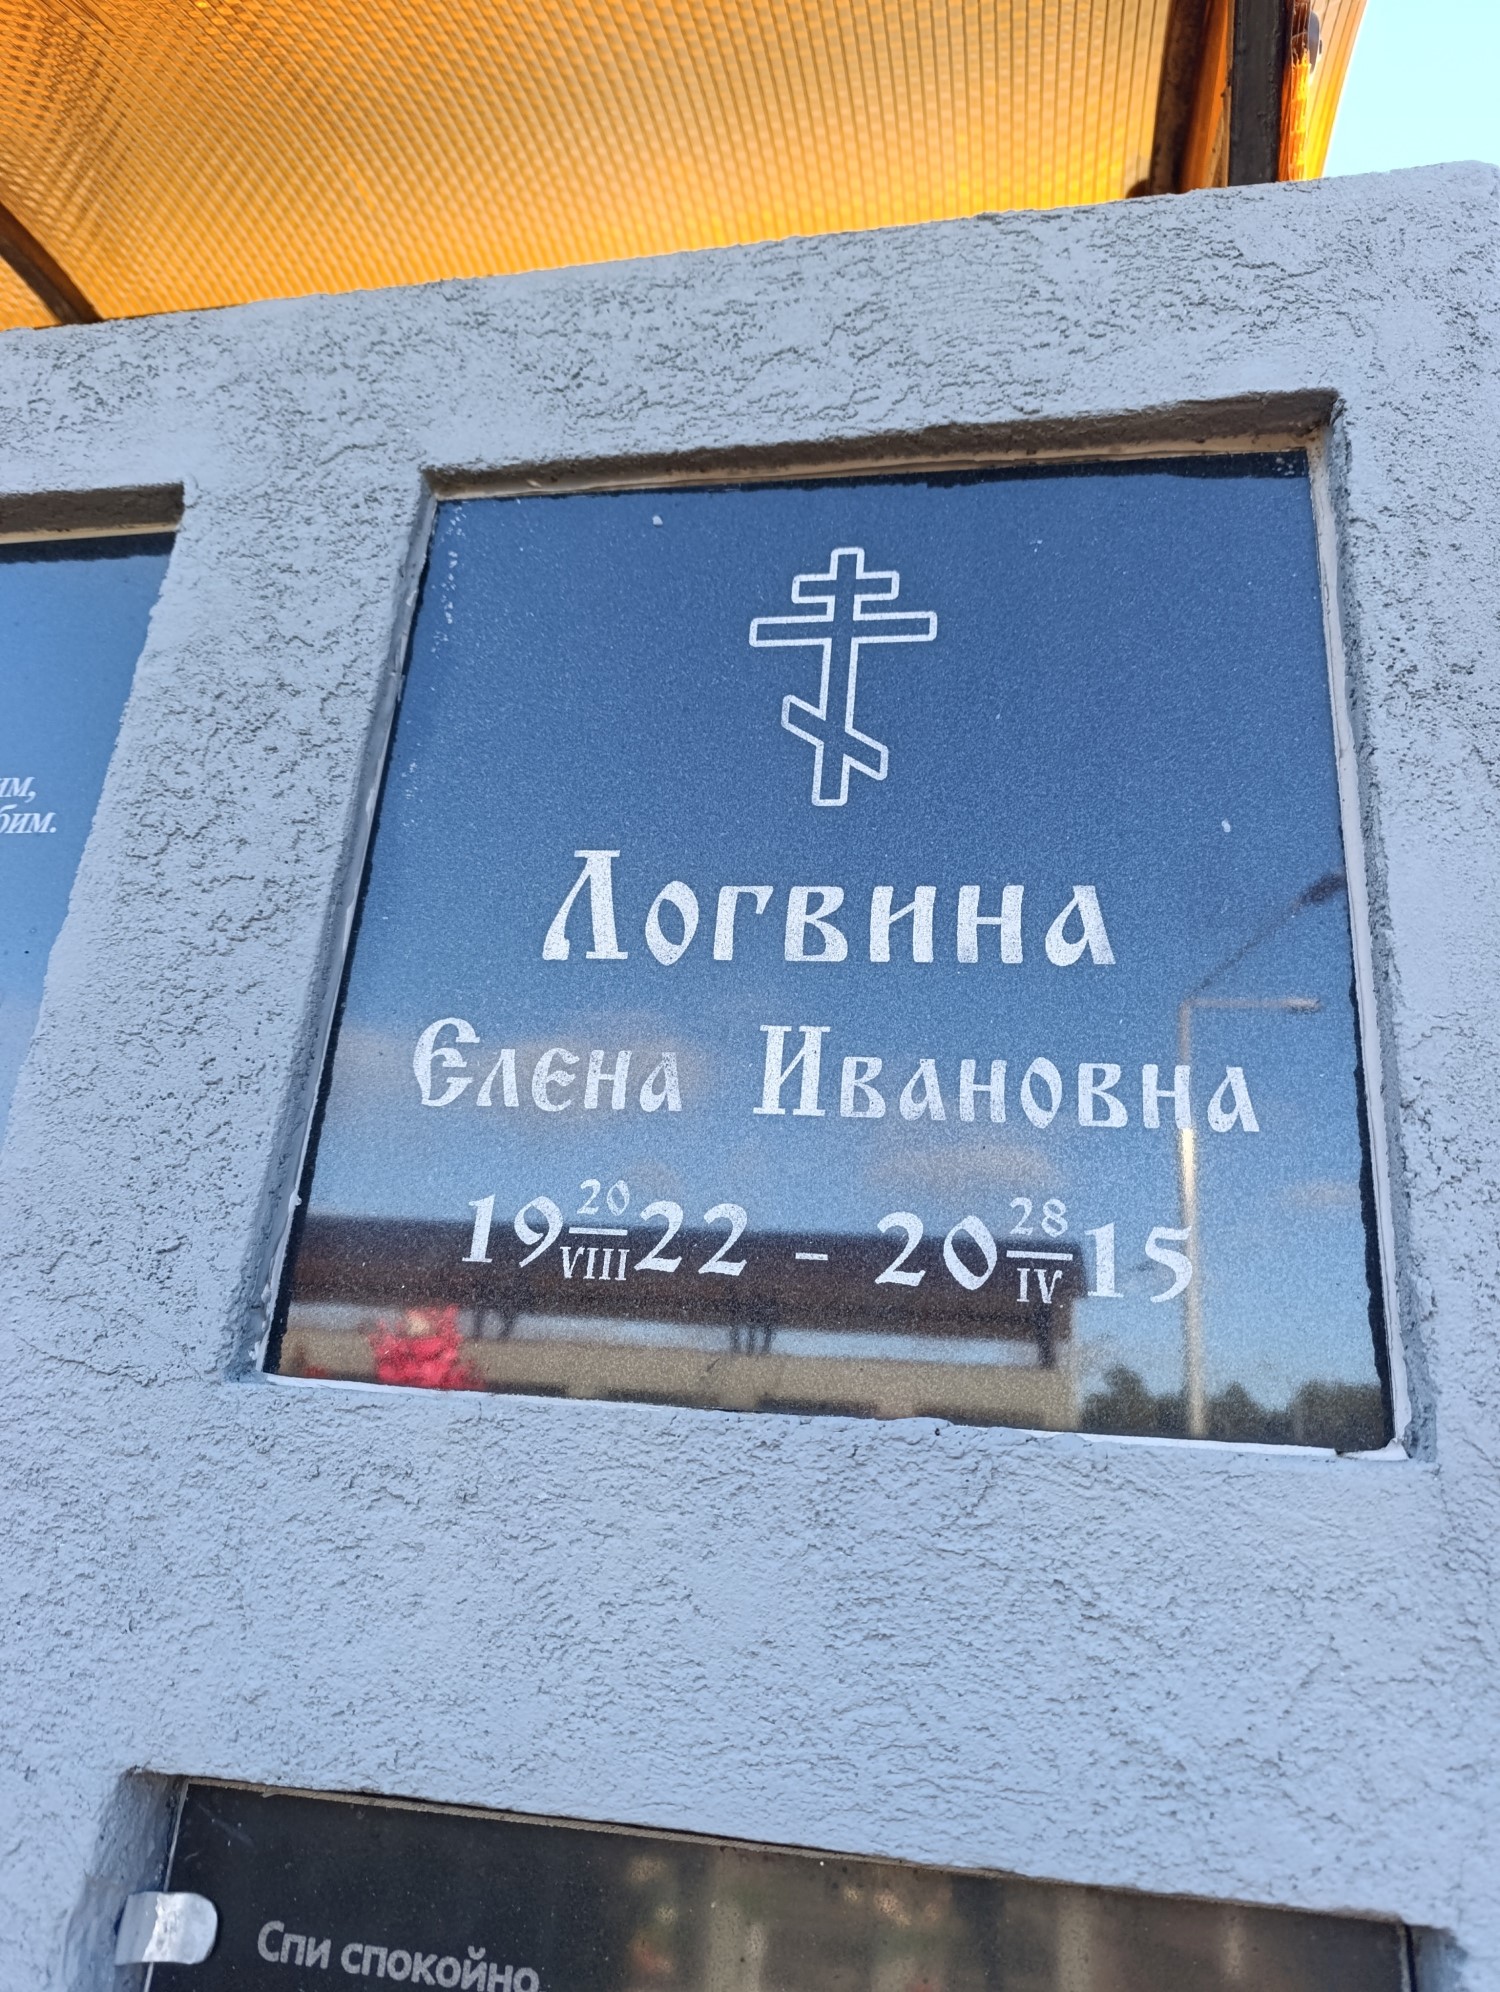 Логвина
Елена Ивановна
19 20/VIII 22 - 20 28/IV 15
Спи спокойно